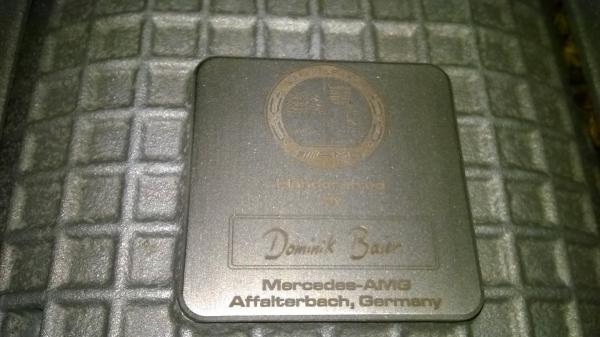 Handcrafted
by
Dominik Baier
Mercedes-AMG
Affalterbach, Germany